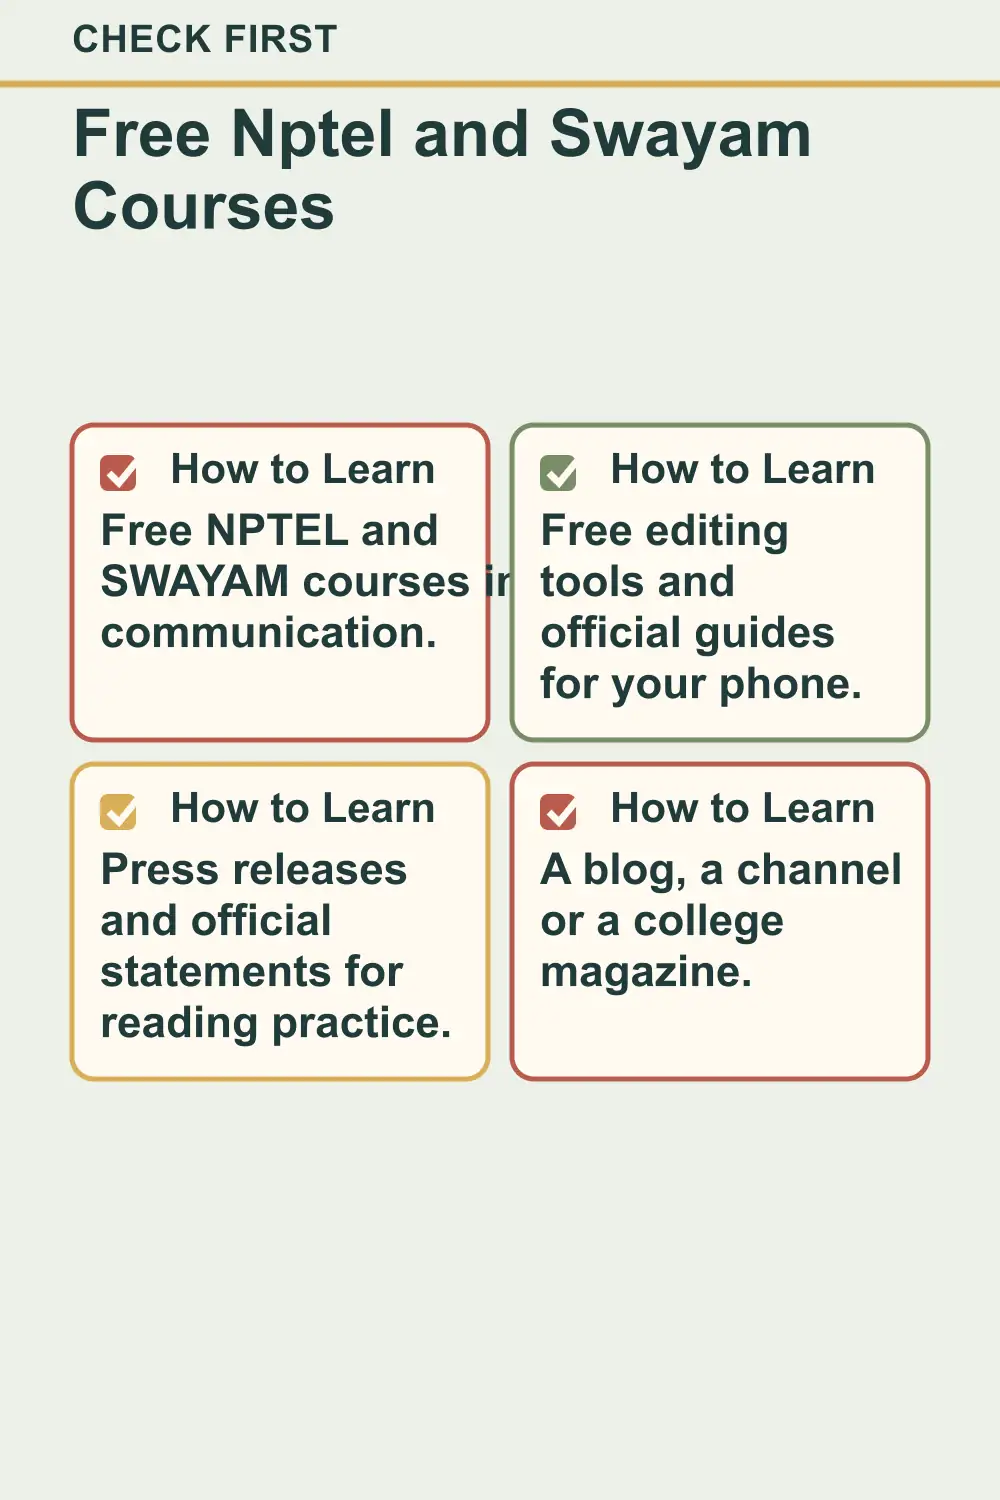 CHECK FIRST
Free Nptel and Swayam
Courses
How to Learn
Free NPTEL and
SWAYAM courses
communication.
How to Learn
Free editing
tools and
official guides
for your phone.
How to Learn
Press releases
and official
statements for
reading practice.
How to Learn
A blog, a channel
or a college
magazine.